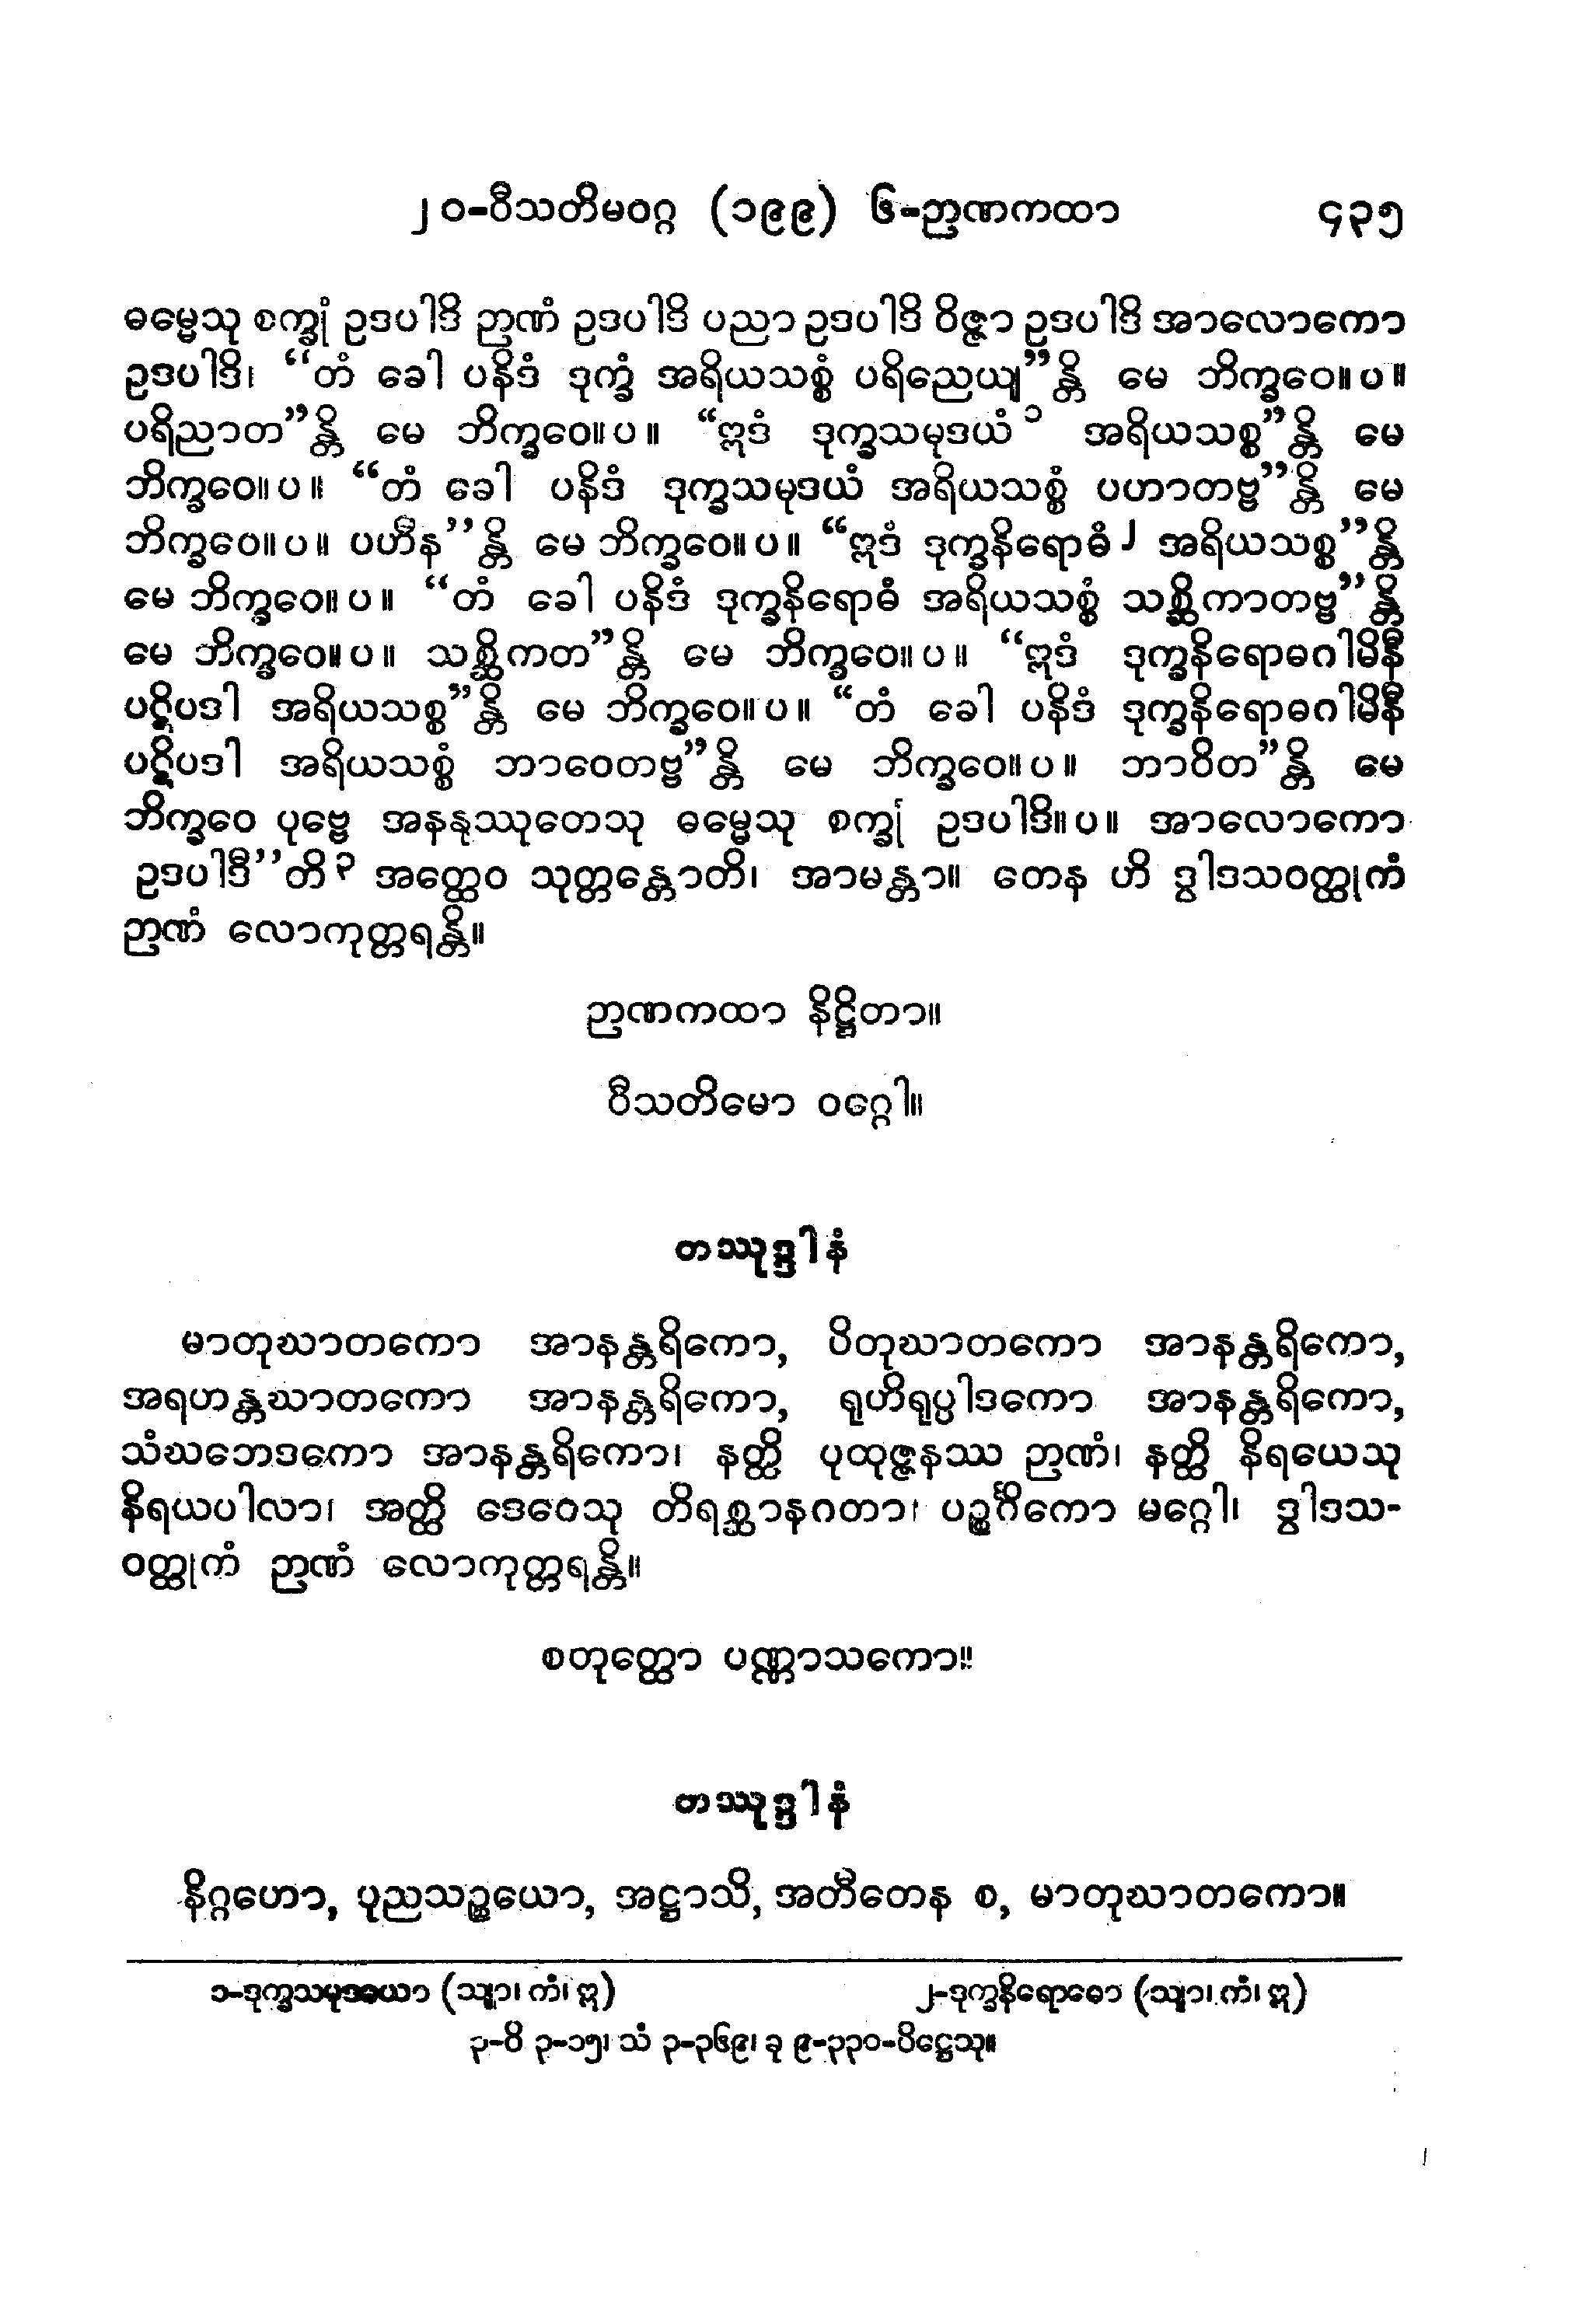 ၂၀-ဝီသတိမဝဂ္ဂ (၁၉၉) ၆-ဉာဏကထာ ၄၃၅
ဓမ္မေသု စက္ခုံ ဥဒပါဒိ ဉာဏံ ဥဒပါဒိ ပညာ ဥဒပါဒိ ဝိဇ္ဇာ ဥဒပါဒိ အာလောကော
ဥဒပါဒိ၊ “တံ ခေါ ပနိဒံ ဒုက္ခံ အရိယသစ္စံ ပရိညေယျ”န္တိ မေ ဘိက္ခဝေ။ပ။
ပရိညာတ”န္တိ မေ ဘိက္ခဝေ။ပ။ “ဣဒံ ဒုက္ခသမုဒယံ၁ အရိယသစ္စ”န္တိ မေ
ဘိက္ခဝေ။ပ။ “တံ ခေါ ပနိဒံ ဒုက္ခသမုဒယံ အရိယသစ္စံ ပဟာတဗ္ဗ”န္တိ မေ
ဘိက္ခဝေ။ပ။ ပဟီန”န္တိ မေ ဘိက္ခဝေ။ပ။ “ဣဒံ ဒုက္ခနိရောဓံ၂ အရိယသစ္စ”န္တိ
မေ ဘိက္ခဝေ။ပ။ “တံ ခေါ ပနိဒံ ဒုက္ခနိရောဓံ အရိယသစ္စံ သစ္ဆိကာတဗ္ဗ”န္တိ
မေ ဘိက္ခဝေ။ပ။ သစ္ဆိကတ”န္တိ မေ ဘိက္ခဝေ။ပ။ “ဣဒံ ဒုက္ခနိရောဓဂါမိနီ
ပဋိပဒါ အရိယသစ္စ”န္တိ မေ ဘိက္ခဝေ။ပ။ “တံ ခေါ ပနိဒံ ဒုက္ခနိရောဓဂါမိနီ
ပဋိပဒါ အရိယသစ္စံ ဘာဝေတဗ္ဗ”န္တိ မေ ဘိက္ခဝေ။ပ။ ဘာဝိတ”န္တိ မေ
ဘိက္ခဝေ ပုဗ္ဗေ အနနုဿုတေသု ဓမ္မေသု စက္ခုံ ဥဒပါဒိ။ပ။ အာလောကော
ဥဒပါဒီ”တိ၃ အတ္ထေဝ သုတ္တန္တောတိ၊ အာမန္တာ။ တေန ဟိ ဒွါဒသဝတ္ထုကံ
ဉာဏံ လောကုတ္တရန္တိ။
ဉာဏကထာ နိဋ္ဌိတာ။
ဝီသတိမော ဝဂ္ဂေါ။
တဿုဒ္ဒါနံ
မာတုဃာတကော အာနန္တရိကော, ပိတုဃာတကော အာနန္တရိကော,
အရဟန္တဃာတကော အာနန္တရိကော, ရုဟိရုပ္ပါဒကော အာနန္တရိကော,
သံဃဘေဒကော အာနန္တရိကော၊ နတ္ထိ ပုထုဇ္ဇနဿ ဉာဏံ၊ နတ္ထိ နိရယေသု
နိရယပါလာ၊ အတ္ထိ ဒေဝေသု တိရစ္ဆာနဂတာ၊ ပဉ္စင်္ဂိကော မဂ္ဂေါ၊ ဒွါဒသ-
ဝတ္ထုကံ ဉာဏံ လောကုတ္တရန္တိ။
စတုတ္ထော ပဏ္ဏာသကော။
တဿုဒ္ဒါနံ
နိဂ္ဂဟော, ပုညသဉ္စယော, အဋ္ဌာသိ, အတီတေန စ, မာတုဃာတကော။
၁-ဒုက္ခသမုဒယော (သျာ၊ ကံ၊ ဣ) ၂-ဒုက္ခနိရောဓော (သျာ၊ ကံ၊ ဣ)
၃-ဝိ ၃-၁၅၊ သံ ၃-၃၆၉၊ ခု ၉-၃၃၀-ပိဋ္ဌေသု။